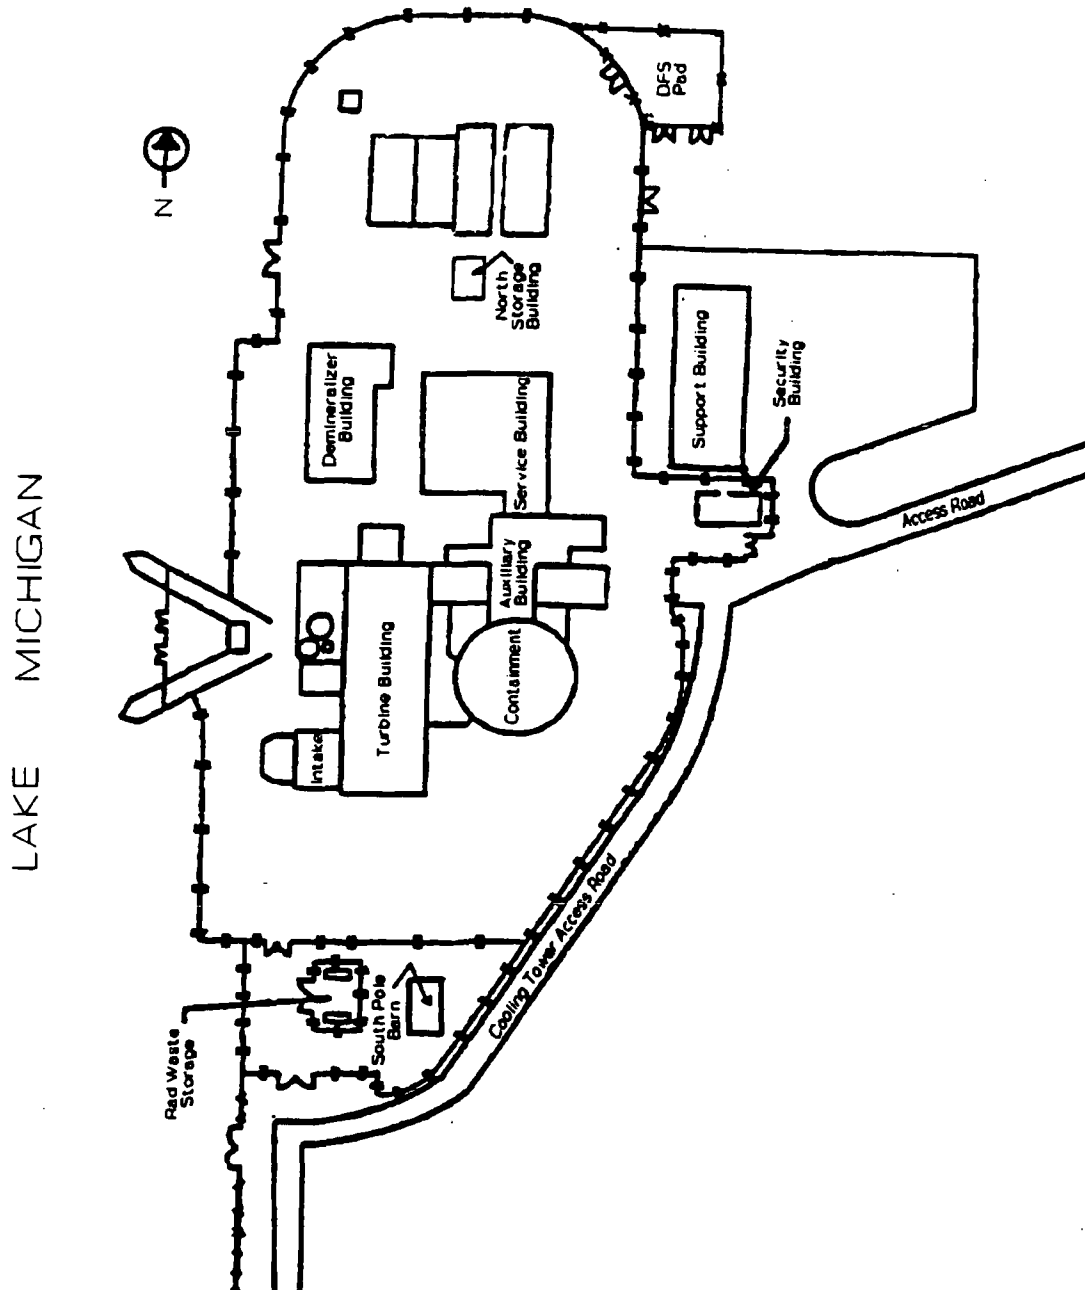 LAKE MICHIGAN
N
DFS
Pad
North
Storage
Building
Demineralizer
Building
Service Building
Support Building
Security
Building
Access Road
Auxiliary
Building
Containment
Turbine Building
Intake
Cooling Tower Access Road
South Pole
Barn
Rad Waste
Storage